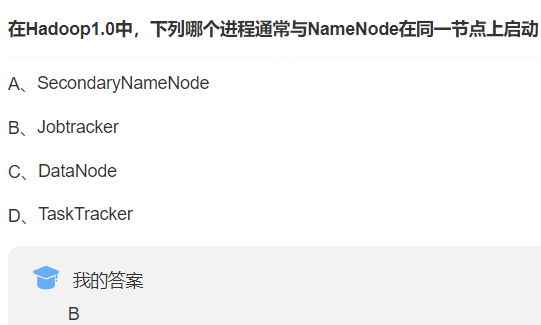 在Hadoop1.0中，下列哪个进程通常与NameNode在同一节点上启动
A、SecondaryNameNode
B、Jobtracker
C、DataNode
D、TaskTracker
我的答案
B